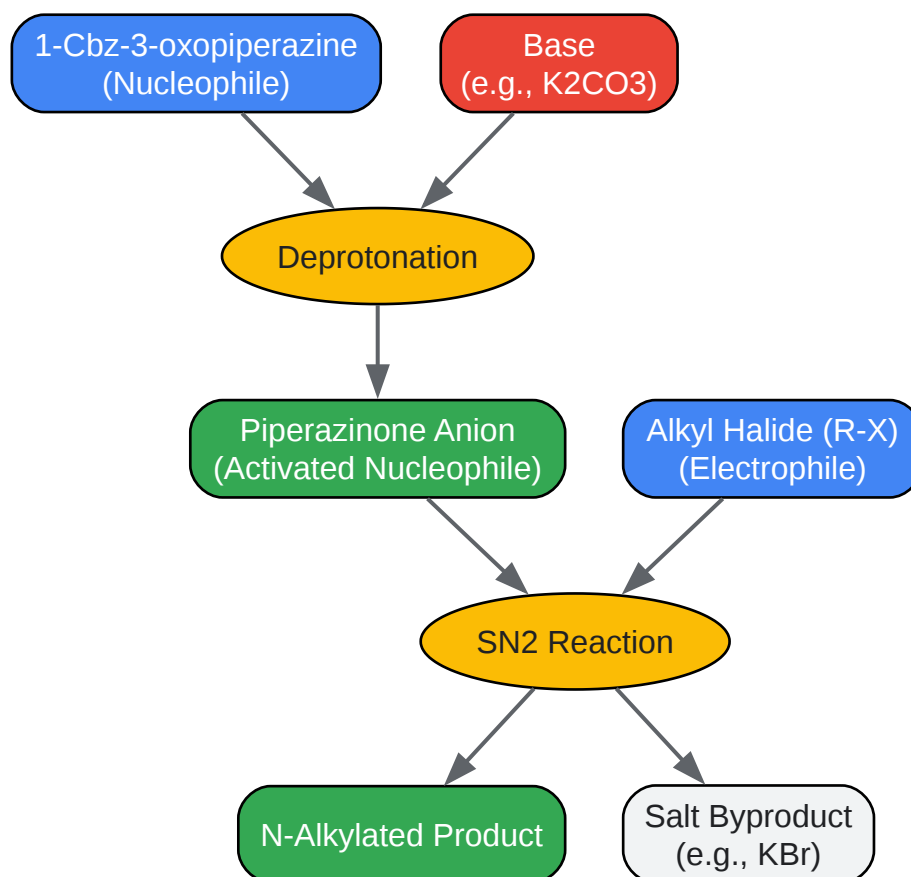 1-Cbz-3-oxopiperazine
(Nucleophile)
Base
(e.g., K2CO3)
Deprotonation
Piperazinone Anion
(Activated Nucleophile)
Alkyl Halide (R-X)
(Electrophile)
SN2 Reaction
N-Alkylated Product
Salt Byproduct
(e.g., KBr)